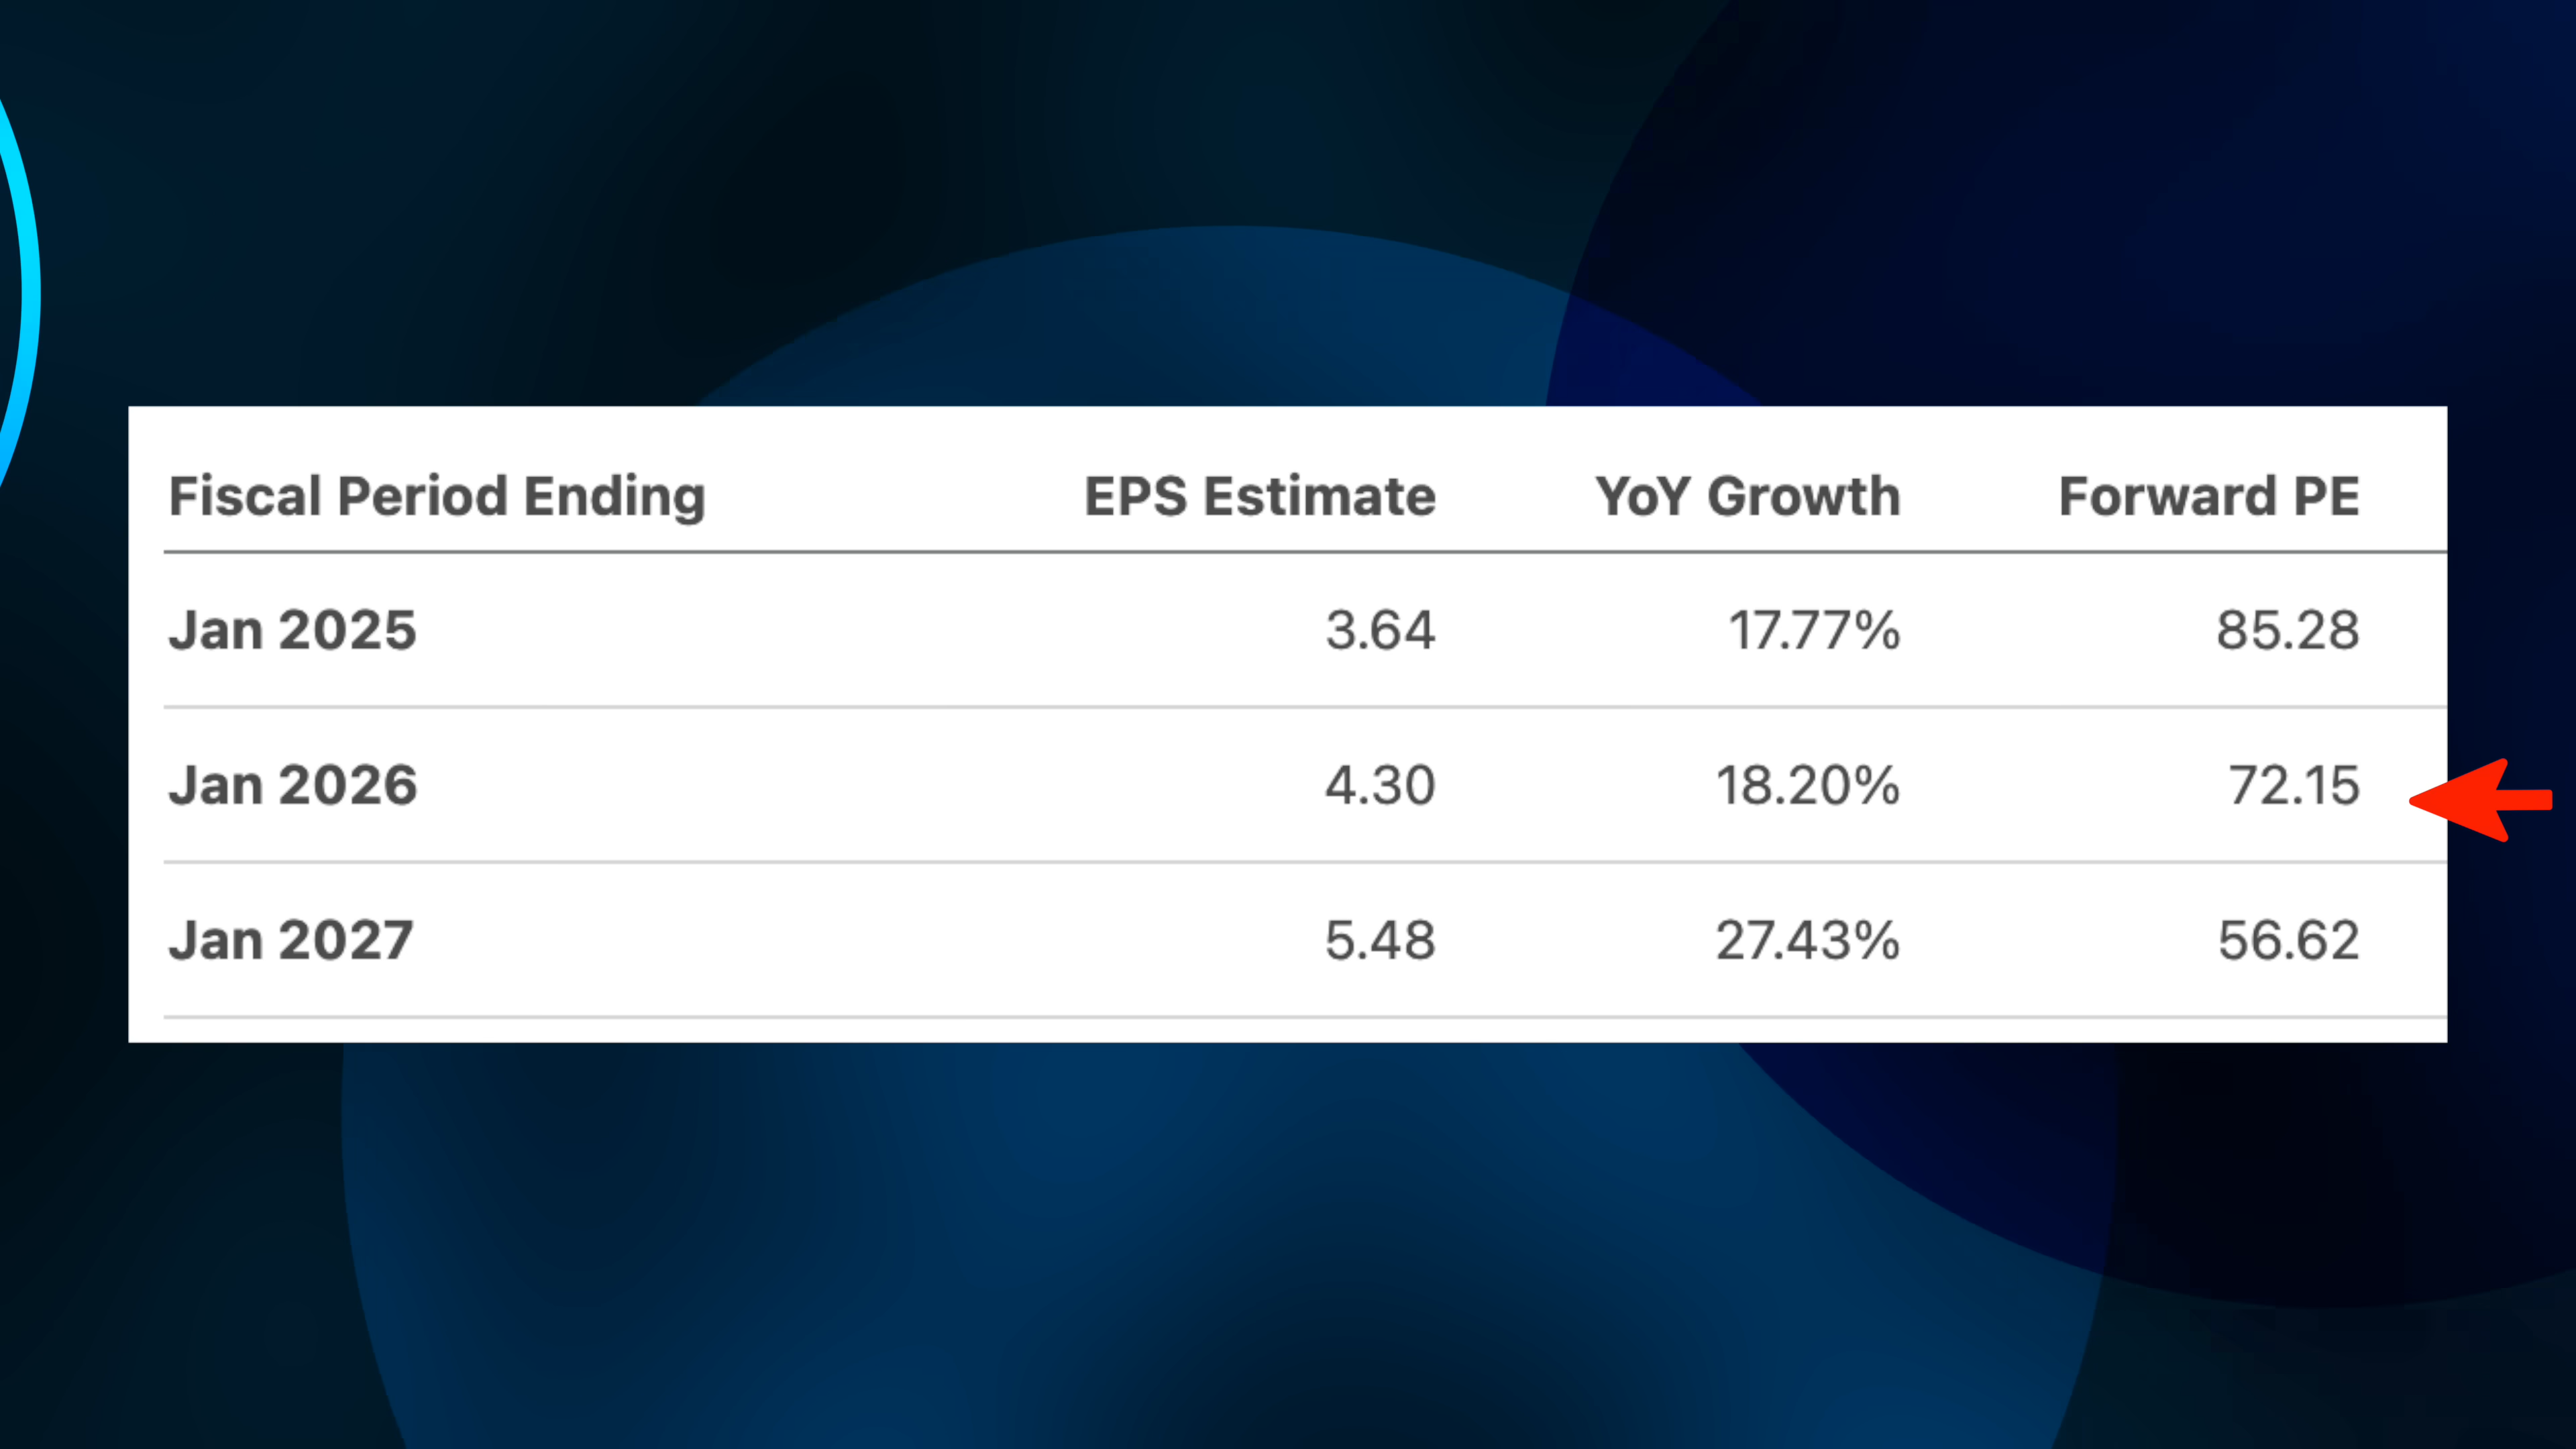 Fiscal Period Ending EPS Estimate YoY Growth Forward PE
Jan 2025 3.64 17.77% 85.28
Jan 2026 4.30 18.20% 72.15
Jan 2027 5.48 27.43% 56.62